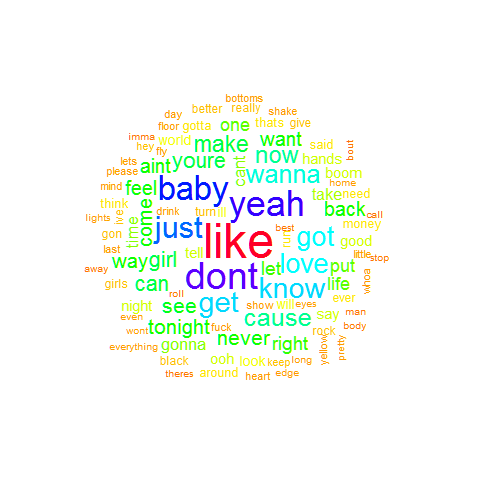 bottoms
day better really shake
floor gotta one thats give
imma
hey world make want said bout
lets fly
please aint youre cant now hands
mind feel baby wanna boom home
think take need
lights ive come drink turn ill yeah back call
gon time just best money
last way girl tell like run got good little stop
away dont let love put whoa
girls can roll know life ever
night see get show will eyes man
even tonight cause say body
wont fuck never rock
everything gonna ooh right yellow pretty
black look keep long
theres around heart edge